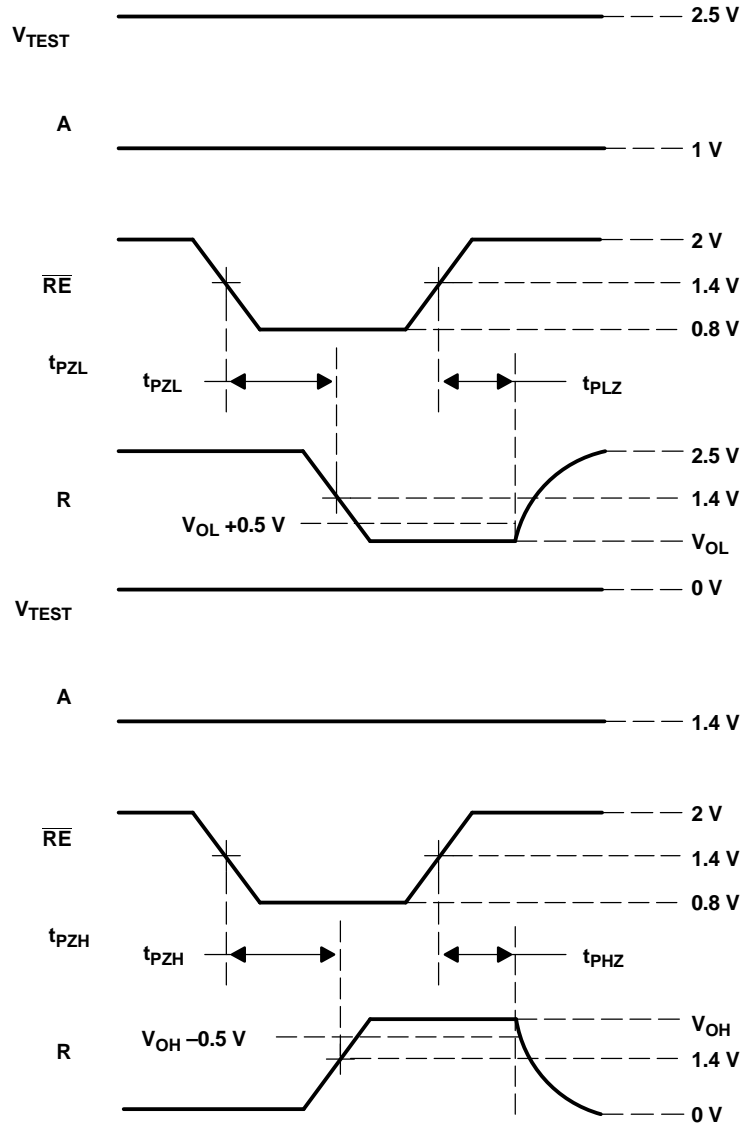 2.5 V
VTEST
A
1 V
2 V
RE
1.4 V
0.8 V
tPZL
tPZL
tPLZ
2.5 V
R
1.4 V
VOL +0.5 V
VOL
0 V
VTEST
A
1.4 V
2 V
RE
1.4 V
0.8 V
tPZH
tPZH
tPHZ
VOH
VOH –0.5 V
R
1.4 V
0 V